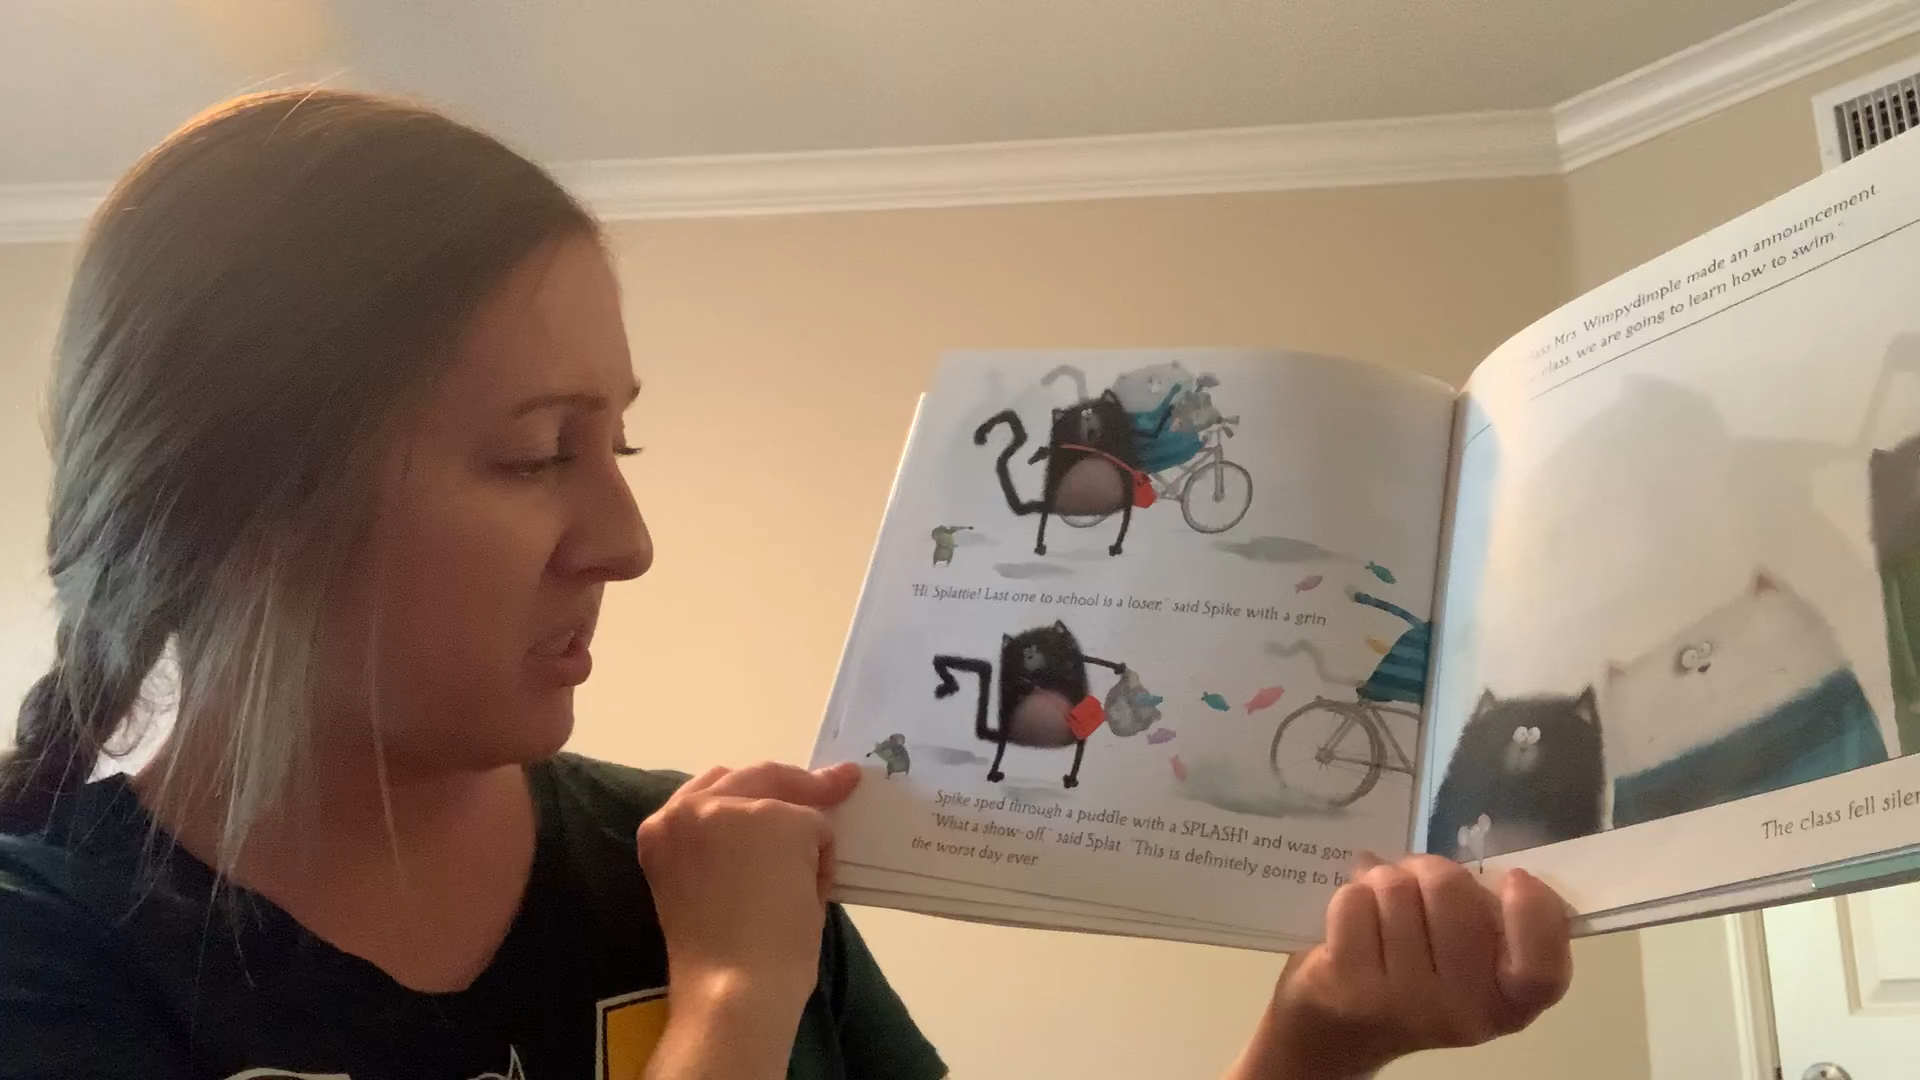 "Hi, Splattie! Last one to school is a loser," said Spike with a grin
Spike sped through a puddle with a SPLASH! and was
"What a show-off," said Splat. "This is definitely going to
the worst day ever
Mrs. Wimpydimple made an announcement.
class, we are going to learn how to swim."
The class fell